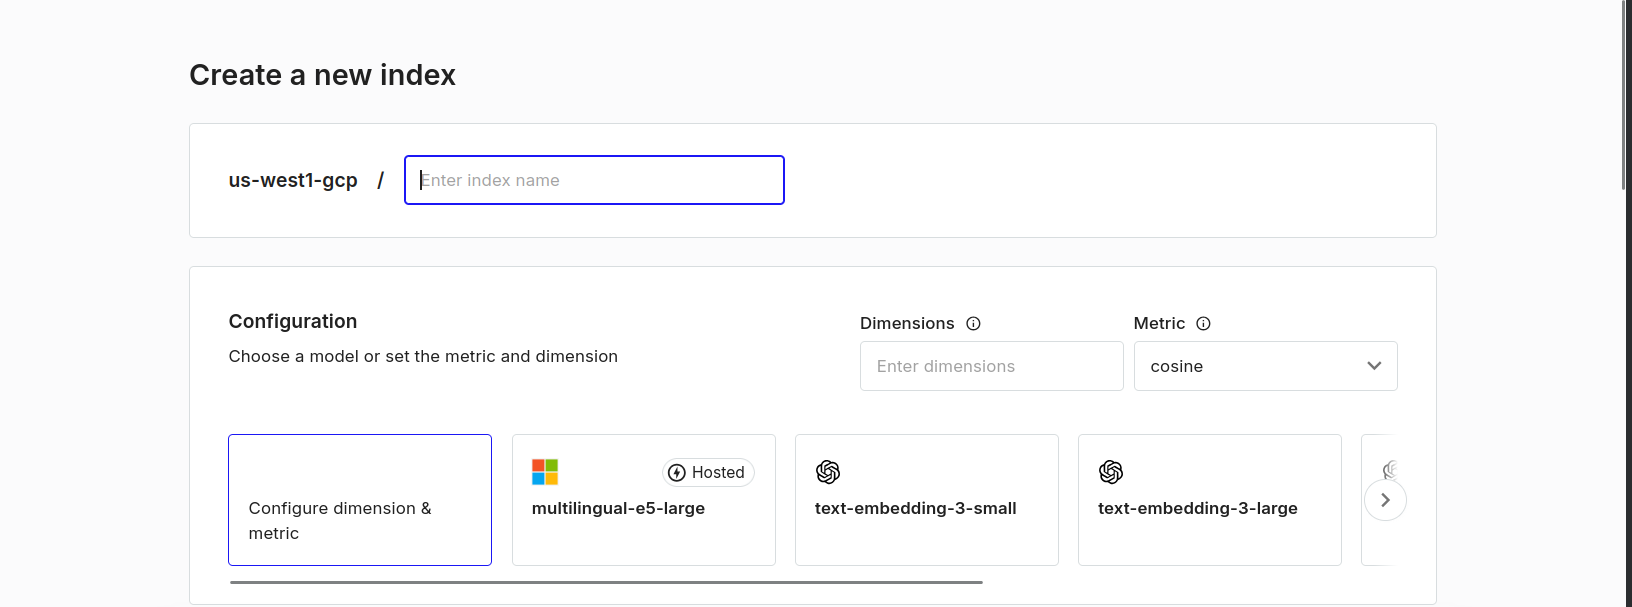 Create a new index
us-west1-gcp / Enter index name
Configuration
Choose a model or set the metric and dimension
Dimensions
Metric
Enter dimensions
cosine
Configure dimension &
metric
Hosted
multilingual-e5-large
text-embedding-3-small
text-embedding-3-large